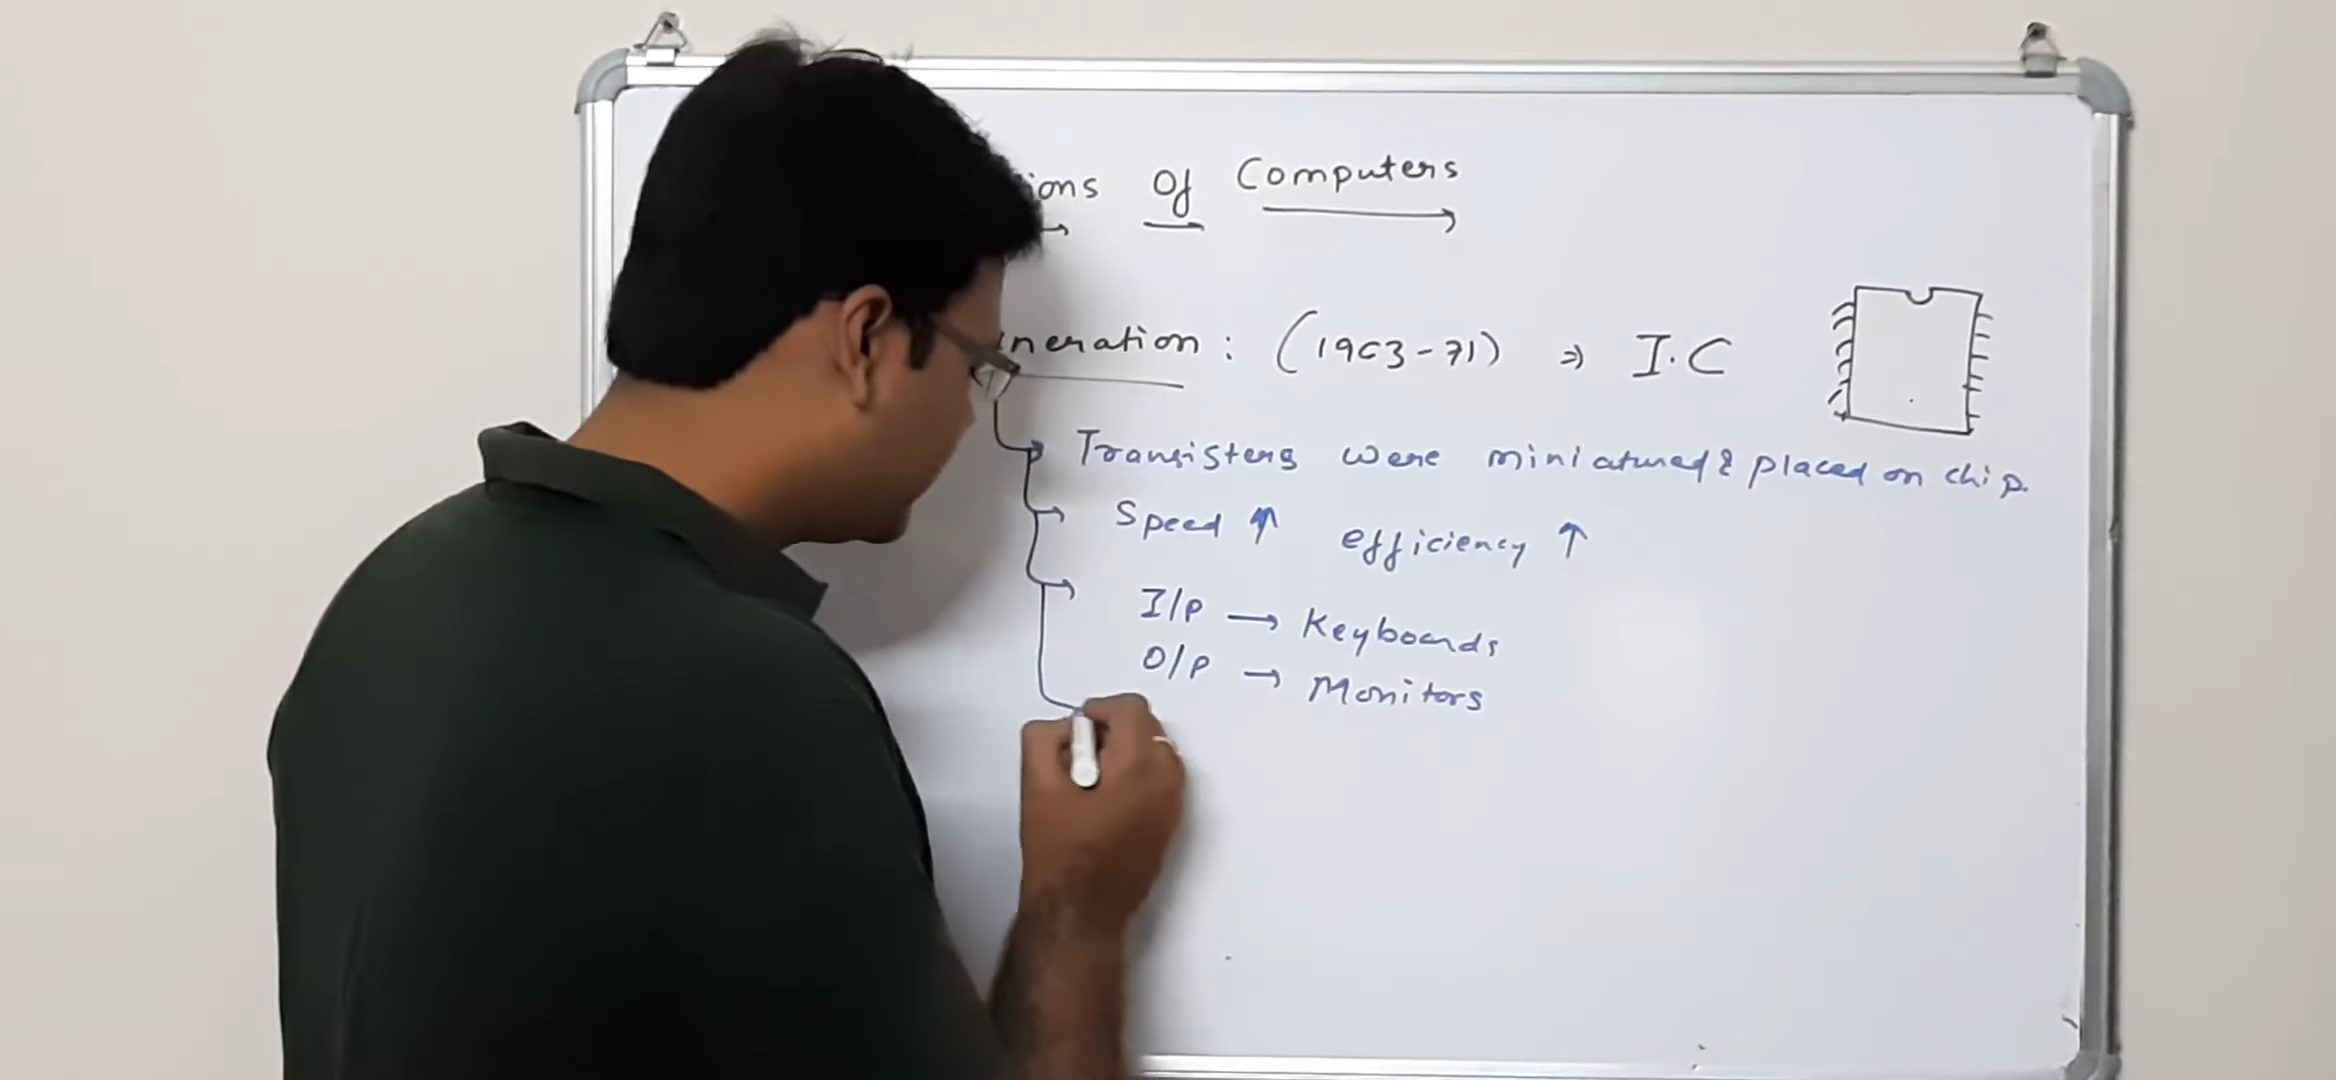 ions Of Computers
neration : (1963-71) ⇒ I.C
Transisters were miniatured & placed on chip.
Speed ↑ efficiency ↑
I/P → Keyboards
O/P → Monitors